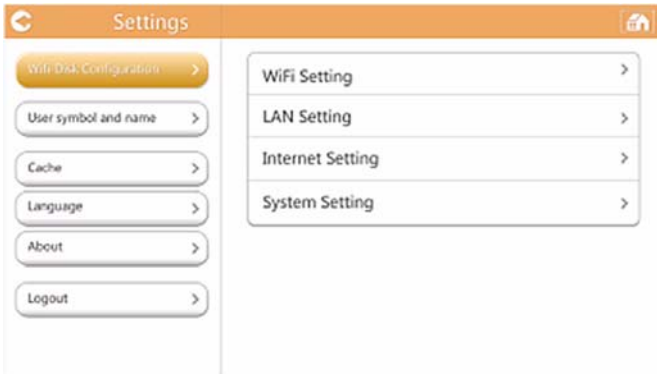 Settings
Wifi Disk Configuration
User symbol and name
Cache
Language
About
Logout
WiFi Setting
LAN Setting
Internet Setting
System Setting